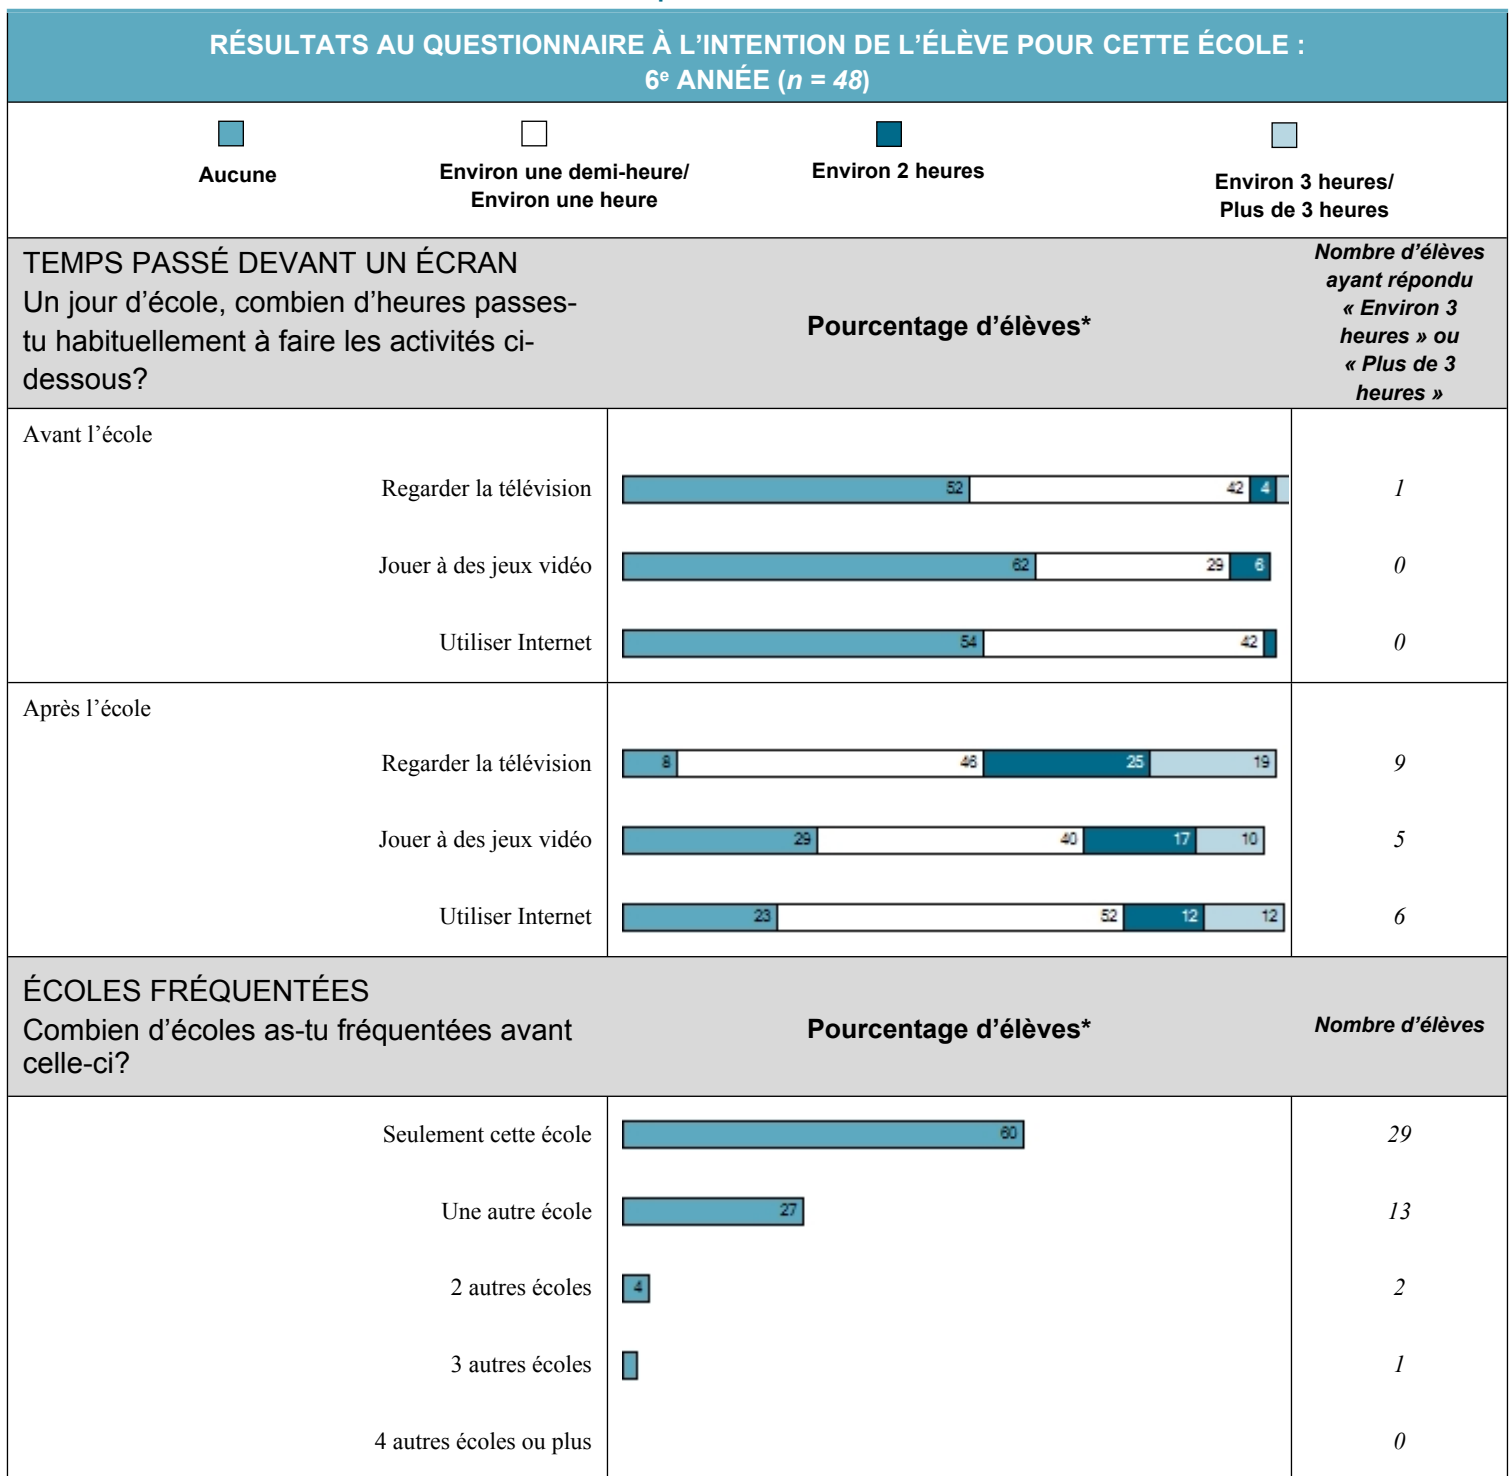 RÉSULTATS AU QUESTIONNAIRE À L’INTENTION DE L’ÉLÈVE POUR CETTE ÉCOLE :
6e ANNÉE (n = 48)
Aucune
Environ une demi-heure/
Environ une heure
Environ 2 heures
Environ 3 heures/
Plus de 3 heures
TEMPS PASSÉ DEVANT UN ÉCRAN
Un jour d’école, combien d’heures passes-
tu habituellement à faire les activités ci-
dessous?
Pourcentage d’élèves*
Nombre d’élèves
ayant répondu
« Environ 3
heures » ou
« Plus de 3
heures »
Avant l’école
Regarder la télévision 52 42 4 1
Jouer à des jeux vidéo 62 29 6 0
Utiliser Internet 54 42 0
Après l’école
Regarder la télévision 8 46 25 19 9
Jouer à des jeux vidéo 29 40 17 10 5
Utiliser Internet 23 52 12 12 6
ÉCOLES FRÉQUENTÉES
Combien d’écoles as-tu fréquentées avant
celle-ci?
Pourcentage d’élèves*
Nombre d’élèves
Seulement cette école 60 29
Une autre école 27 13
2 autres écoles 4 2
3 autres écoles 1
4 autres écoles ou plus 0